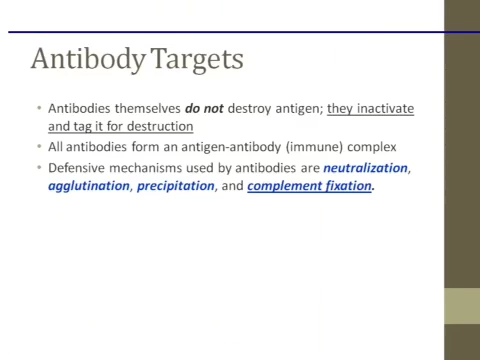 Antibody Targets
• Antibodies themselves do not destroy antigen; they inactivate
and tag it for destruction
• All antibodies form an antigen-antibody (immune) complex
• Defensive mechanisms used by antibodies are neutralization,
agglutination, precipitation, and complement fixation.